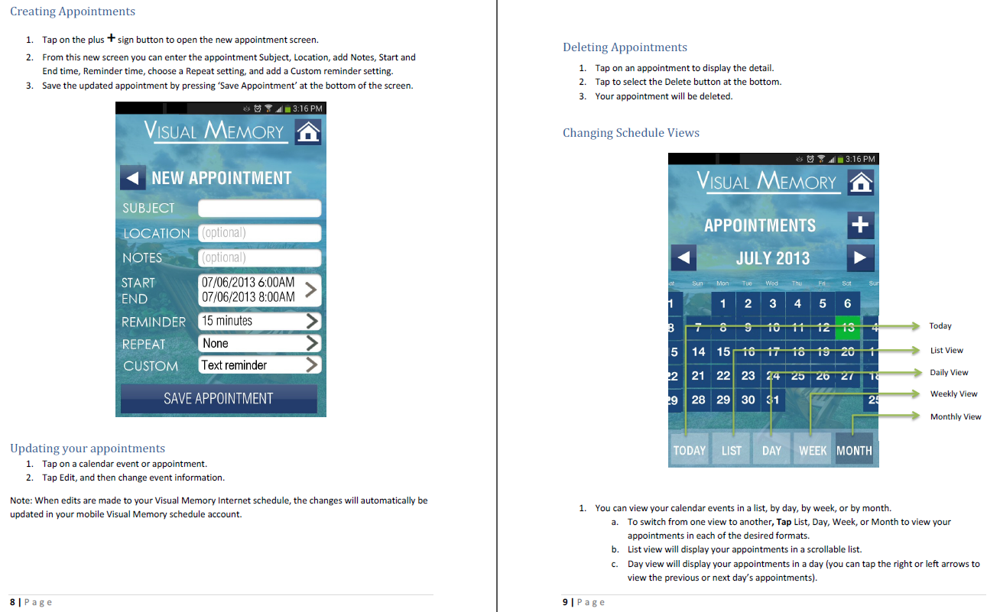 Creating Appointments
1. Tap on the plus + sign button to open the new appointment screen.
2. From this new screen you can enter the appointment Subject, Location, add Notes, Start and
End time, Reminder time, choose a Repeat setting, and add a Custom reminder setting.
3. Save the updated appointment by pressing ‘Save Appointment’ at the bottom of the screen.
3:16 PM
VISUAL MEMORY
NEW APPOINTMENT
SUBJECT
LOCATION (optional)
NOTES (optional)
START 07/06/2013 6:00AM
END 07/06/2013 8:00AM
REMINDER 15 minutes
REPEAT None
CUSTOM Text reminder
SAVE APPOINTMENT
Updating your appointments
1. Tap on a calendar event or appointment.
2. Tap Edit, and then change event information.
Note: When edits are made to your Visual Memory Internet schedule, the changes will automatically be
updated in your mobile Visual Memory schedule account.
8 | Page
Deleting Appointments
1. Tap on an appointment to display the detail.
2. Tap to select the Delete button at the bottom.
3. Your appointment will be deleted.
Changing Schedule Views
3:16 PM
VISUAL MEMORY
APPOINTMENTS
JULY 2013
Sun Mon Tue Wed Thu Fri Sat Sun
1 1 2 3 4 5 6
7 8 9 10 11 12 13 4
5 14 15 16 17 18 19 20 1
22 21 22 23 24 25 26 27 18
29 28 29 30 31 25
TODAY LIST DAY WEEK MONTH
Today
List View
Daily View
Weekly View
Monthly View
1. You can view your calendar events in a list, by day, by week, or by month.
a. To switch from one view to another, Tap List, Day, Week, or Month to view your
appointments in each of the desired formats.
b. List view will display your appointments in a scrollable list.
c. Day view will display your appointments in a day (you can tap the right or left arrows to
view the previous or next day’s appointments).
9 | Page